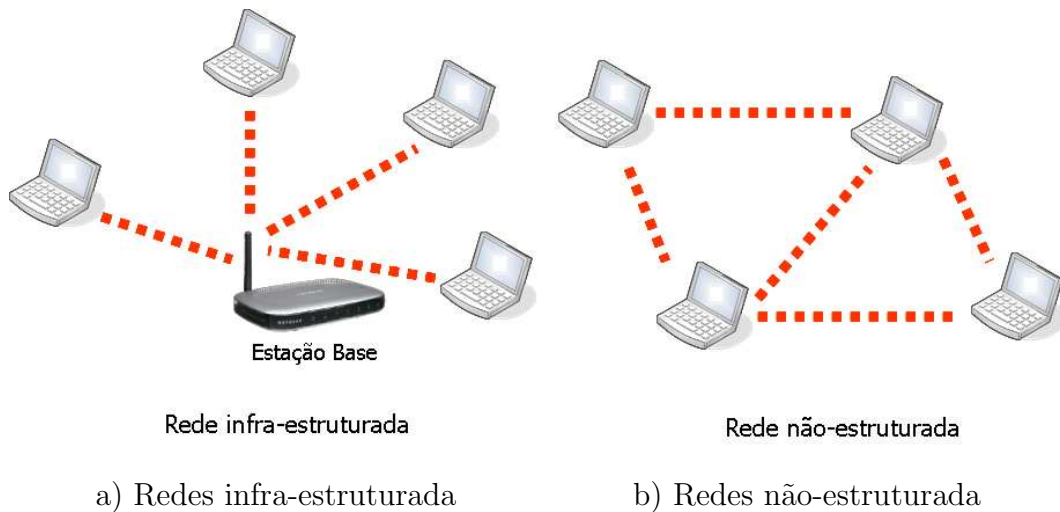 Estação Base
Rede infra-estruturada
Rede não-estruturada
a) Redes infra-estruturada
b) Redes não-estruturada